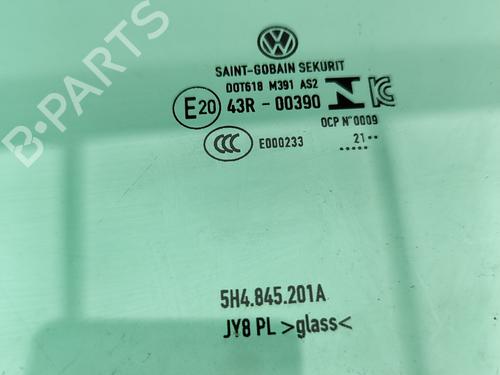 B-PARTS
SAINT-GOBAIN SEKURIT
DOT618 M391 AS2
E20 43R - 00390
OCP N°0009
CCC E000233
21··
5H4.845.201A
JY8 PL >glass<